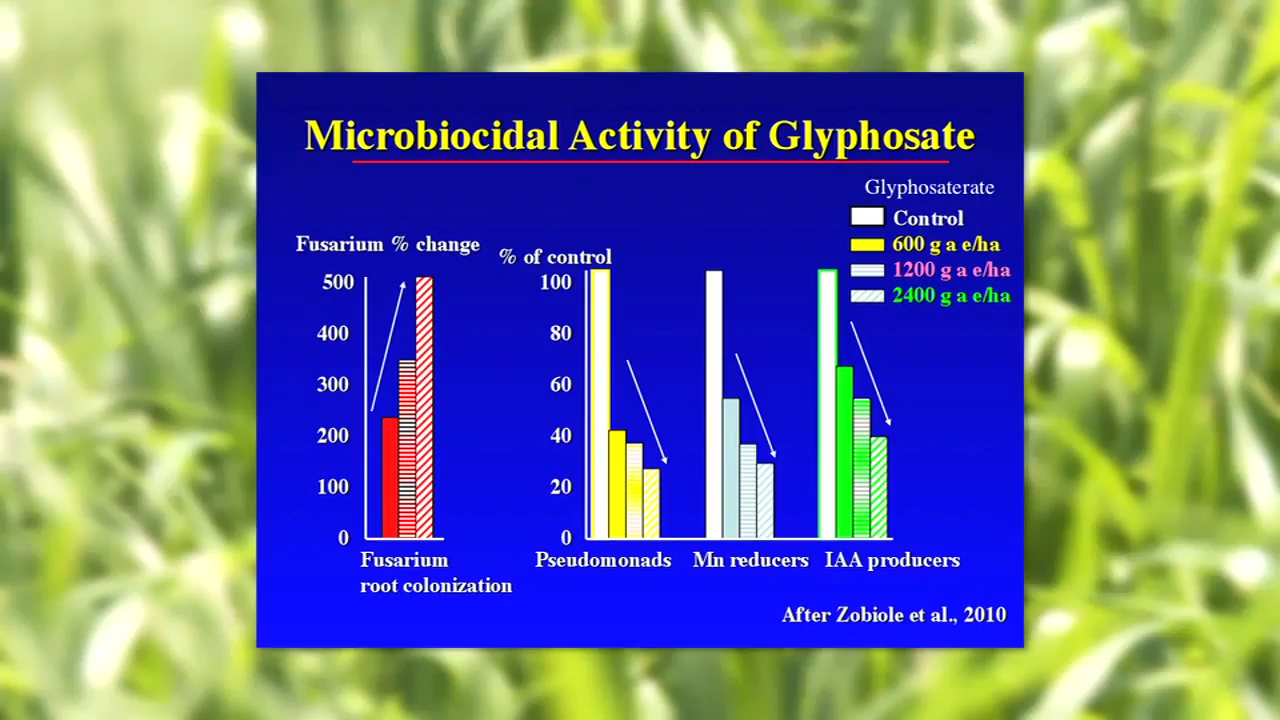 Microbiocidal Activity of Glyphosate
Glyphosaterate
Control
600 g a e/ha
1200 g a e/ha
2400 g a e/ha
Fusarium % change
500
400
300
200
100
0
Fusarium
root colonization
% of control
100
80
60
40
20
0
Pseudomonads
Mn reducers
IAA producers
After Zobiole et al., 2010